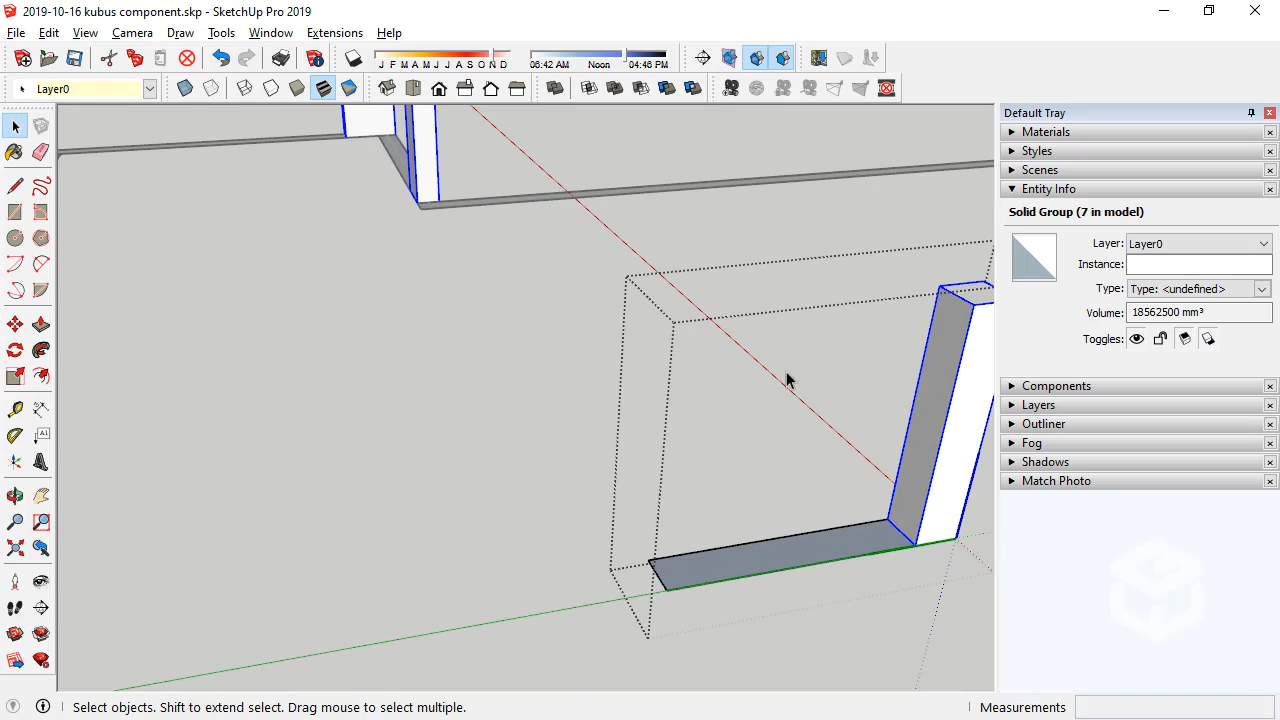 2019-10-16 kubus component.skp - SketchUp Pro 2019
File Edit View Camera Draw Tools Window Extensions Help
J F M A M J J A S O N D
06:42 AM Noon 04:46 PM
Layer0
Default Tray
Materials
Styles
Scenes
Entity Info
Solid Group (7 in model)
Layer: Layer0
Instance:
Type: Type: <undefined>
Volume: 18562500 mm³
Toggles:
Components
Layers
Outliner
Fog
Shadows
Match Photo
A1
Select objects. Shift to extend select. Drag mouse to select multiple.
Measurements